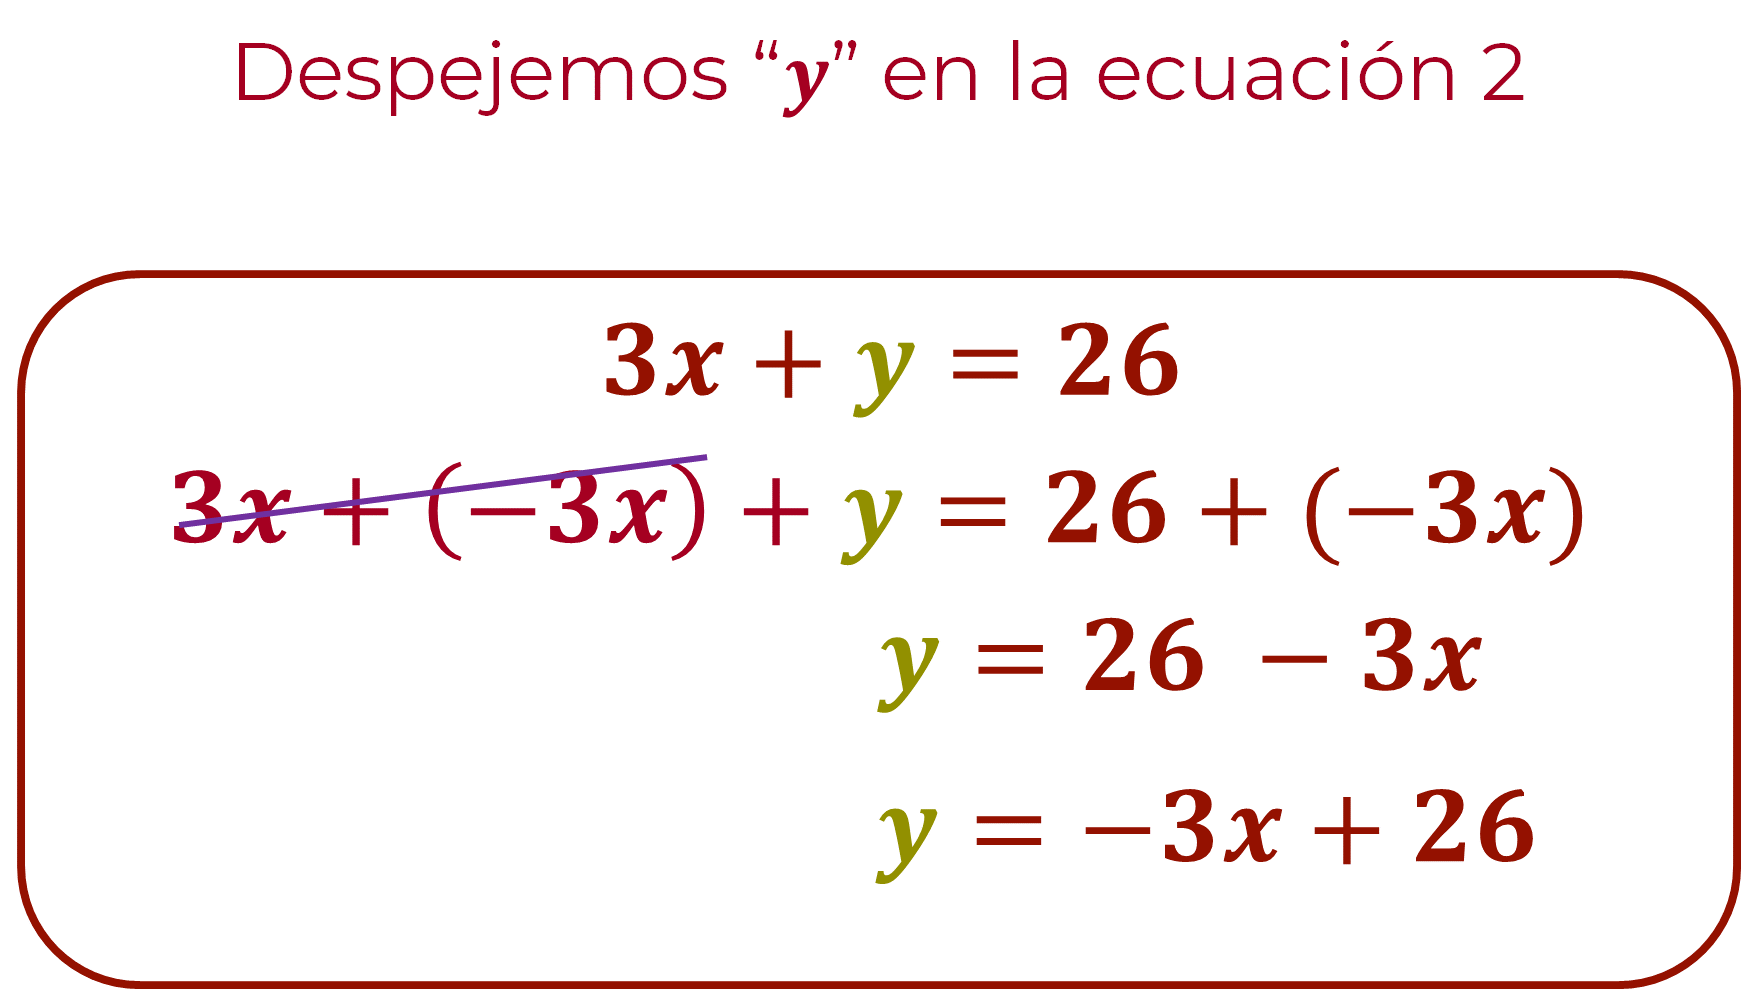 Despejemos “y” en la ecuación 2
3x + y = 26
3x + (−3x) + y = 26 + (−3x)
y = 26 − 3x
y = −3x + 26